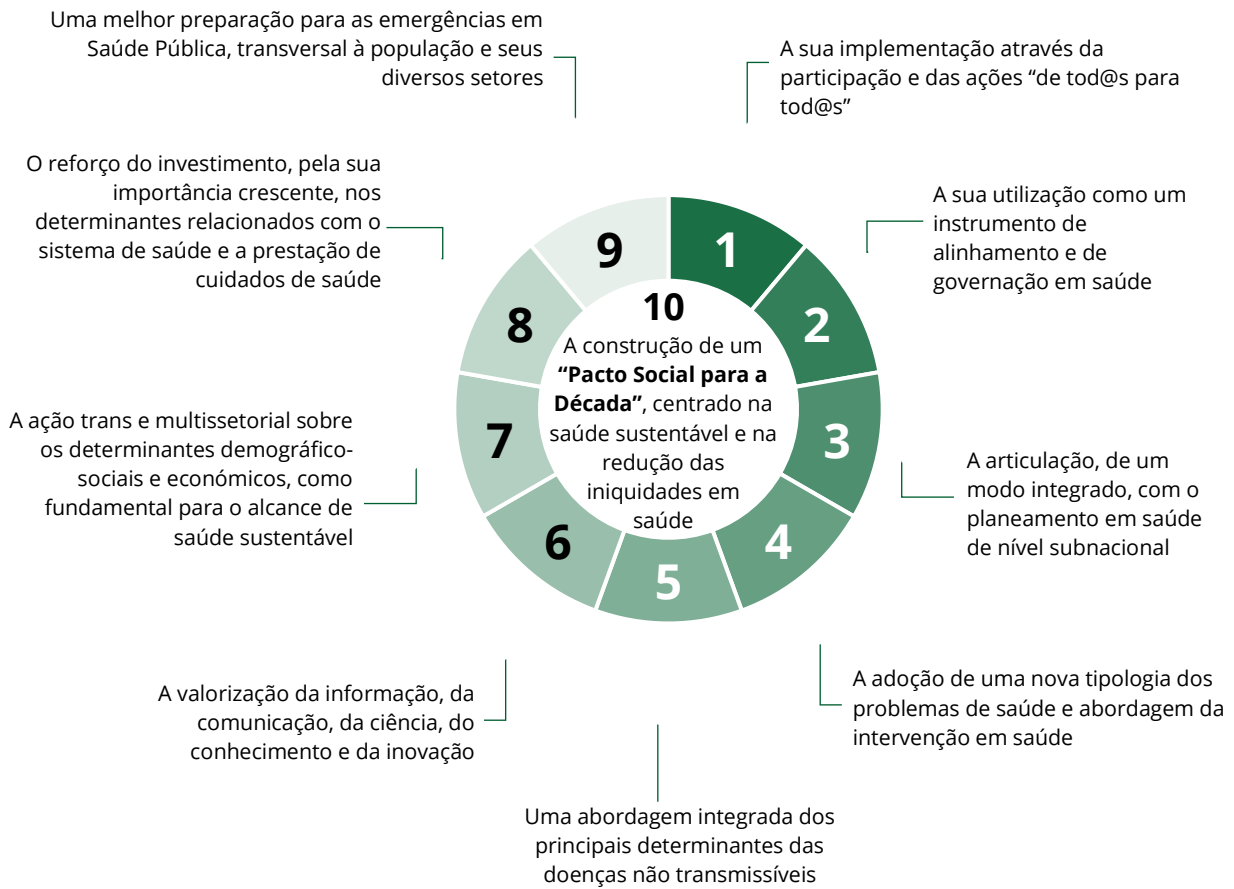 Uma melhor preparação para as emergências em
Saúde Pública, transversal à população e seus
diversos setores
A sua implementação através da
participação e das ações “de tod@s para
tod@s”
O reforço do investimento, pela sua
importância crescente, nos
determinantes relacionados com o
sistema de saúde e a prestação de
cuidados de saúde
A sua utilização como um
instrumento de
alinhamento e de
governação em saúde
9
1
8
2
10
A construção de um
“Pacto Social para a
Década”, centrado na
saúde sustentável e na
redução das
iniquidades em
saúde
7
3
6
4
5
A ação trans e multissetorial sobre
os determinantes demográfico-
sociais e económicos, como
fundamental para o alcance de
saúde sustentável
A articulação, de um
modo integrado, com o
planeamento em saúde
de nível subnacional
A valorização da informação, da
comunicação, da ciência, do
conhecimento e da inovação
A adoção de uma nova tipologia dos
problemas de saúde e abordagem da
intervenção em saúde
Uma abordagem integrada dos
principais determinantes das
doenças não transmissíveis